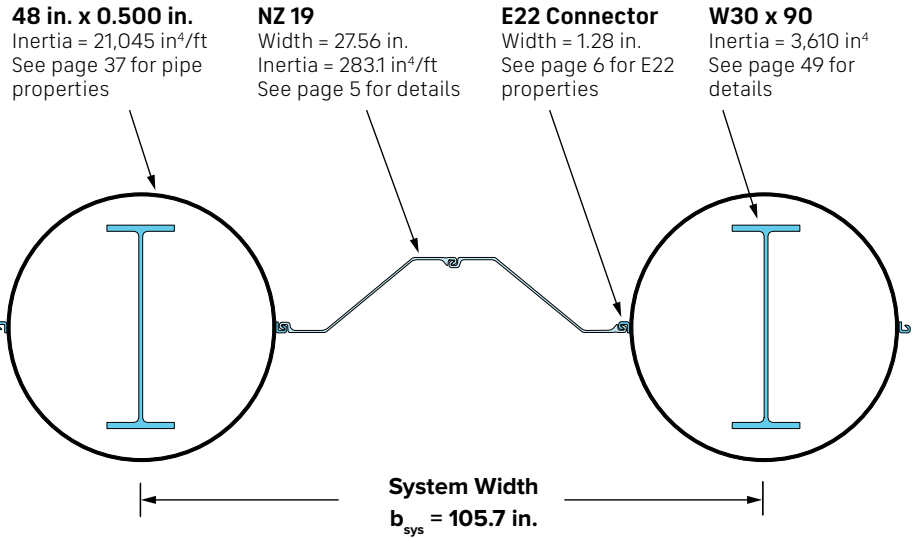 48 in. x 0.500 in.
Inertia = 21,045 in⁴/ft
See page 37 for pipe
properties
NZ 19
Width = 27.56 in.
Inertia = 283.1 in⁴/ft
See page 5 for details
E22 Connector
Width = 1.28 in.
See page 6 for E22
properties
W30 x 90
Inertia = 3,610 in⁴
See page 49 for
details
System Width
b_sys = 105.7 in.